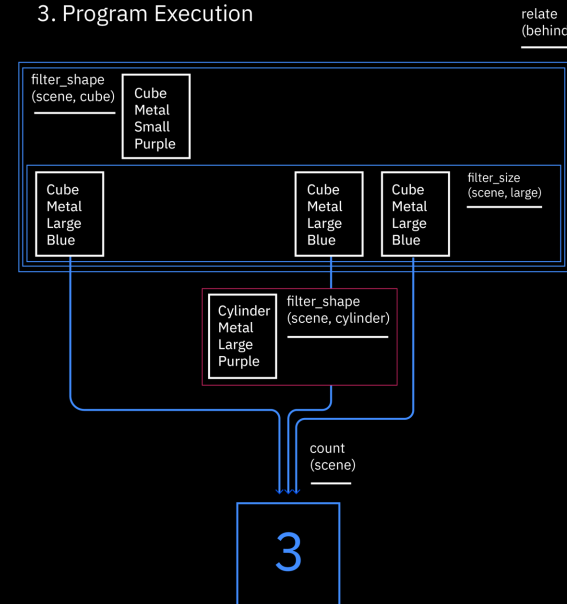 3. Program Execution
relate
(behind
filter_shape
(scene, cube)
Cube
Metal
Small
Purple
Cube
Metal
Large
Blue
Cube
Metal
Large
Blue
Cube
Metal
Large
Blue
filter_size
(scene, large)
Cylinder
Metal
Large
Purple
filter_shape
(scene, cylinder)
count
(scene)
3